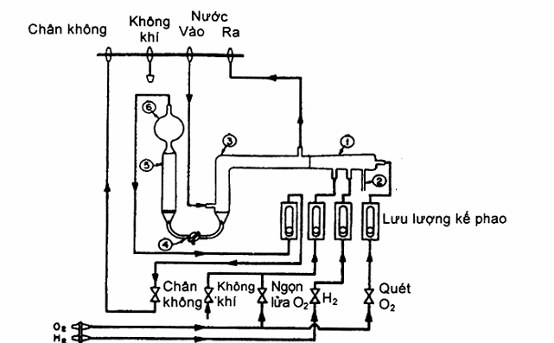 Nước
Chân không
Không
khí
Vào
Ra
6
3
1
5
2
Lưu lượng kế phao
4
Chân
không
Không
khí
Ngọn
lửa O₂
H₂
Quét
O₂
O₂
H₂